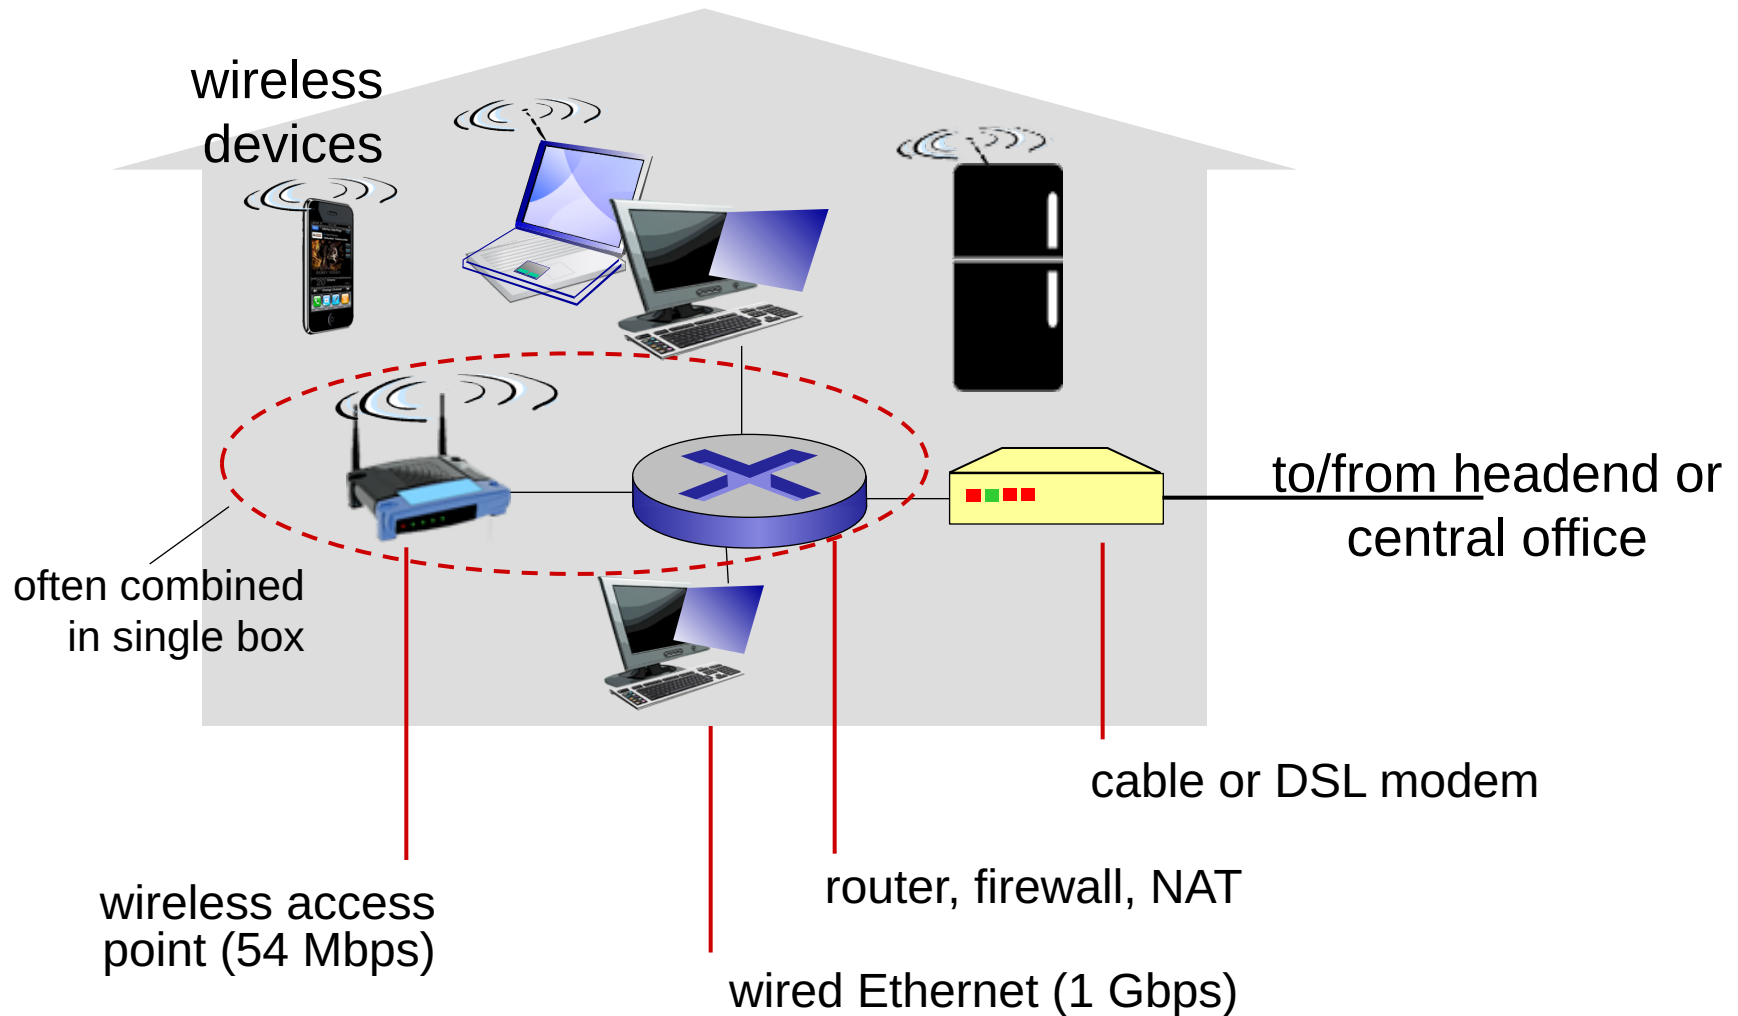 wireless
devices
to/from headend or
central office
often combined
in single box
cable or DSL modem
router, firewall, NAT
wireless access
point (54 Mbps)
wired Ethernet (1 Gbps)